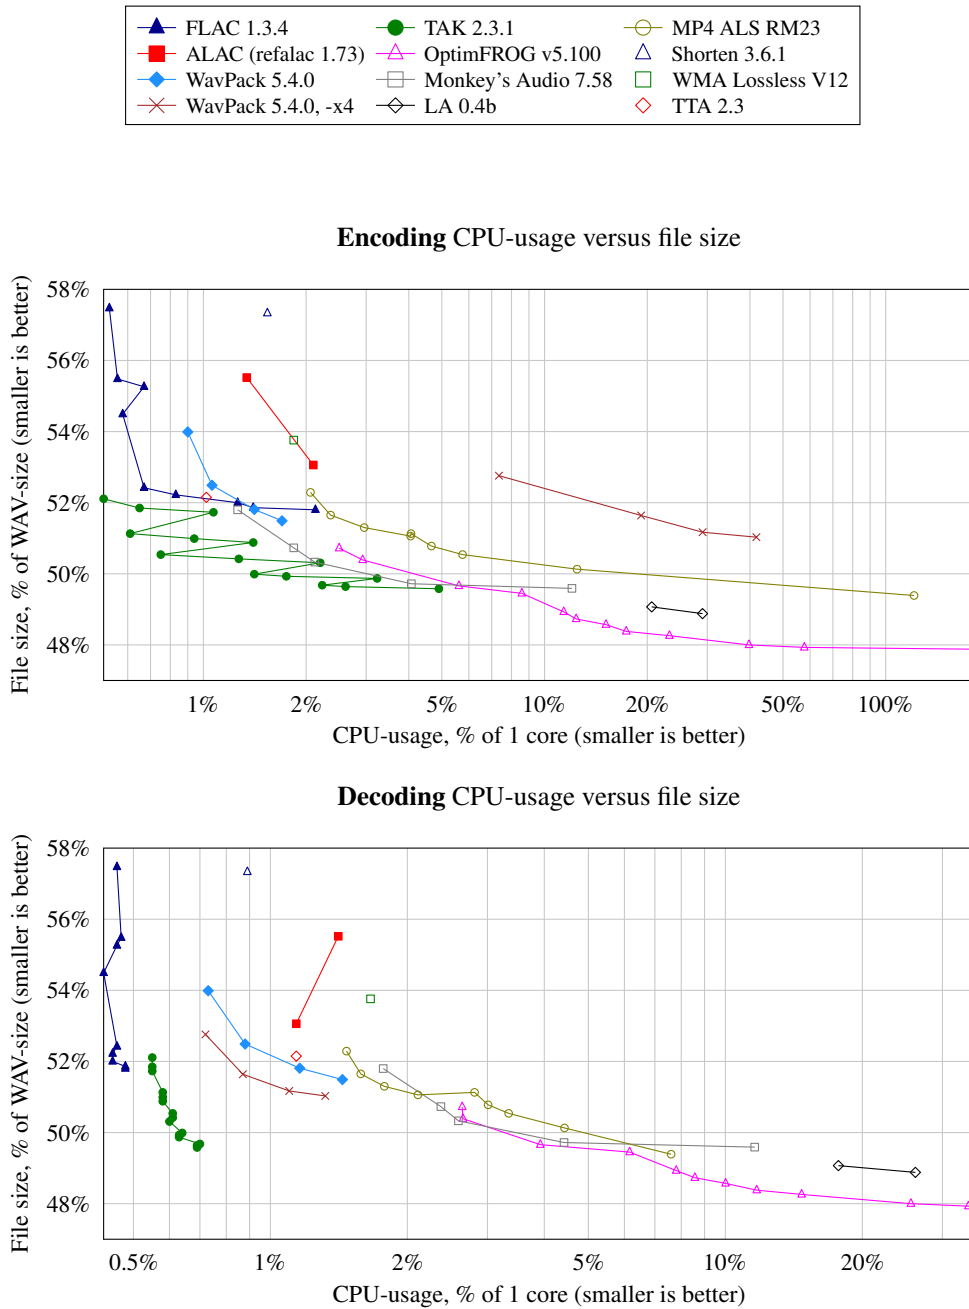 FLAC 1.3.4 TAK 2.3.1 MP4 ALS RM23
ALAC (refalac 1.73) OptimFROG v5.100 Shorten 3.6.1
WavPack 5.4.0 Monkey's Audio 7.58 WMA Lossless V12
WavPack 5.4.0, -x4 LA 0.4b TTA 2.3
Encoding CPU-usage versus file size
File size, % of WAV-size (smaller is better)
58%
56%
54%
52%
50%
48%
1% 2% 5% 10% 20% 50% 100%
CPU-usage, % of 1 core (smaller is better)
Decoding CPU-usage versus file size
File size, % of WAV-size (smaller is better)
58%
56%
54%
52%
50%
48%
0.5% 1% 2% 5% 10% 20%
CPU-usage, % of 1 core (smaller is better)